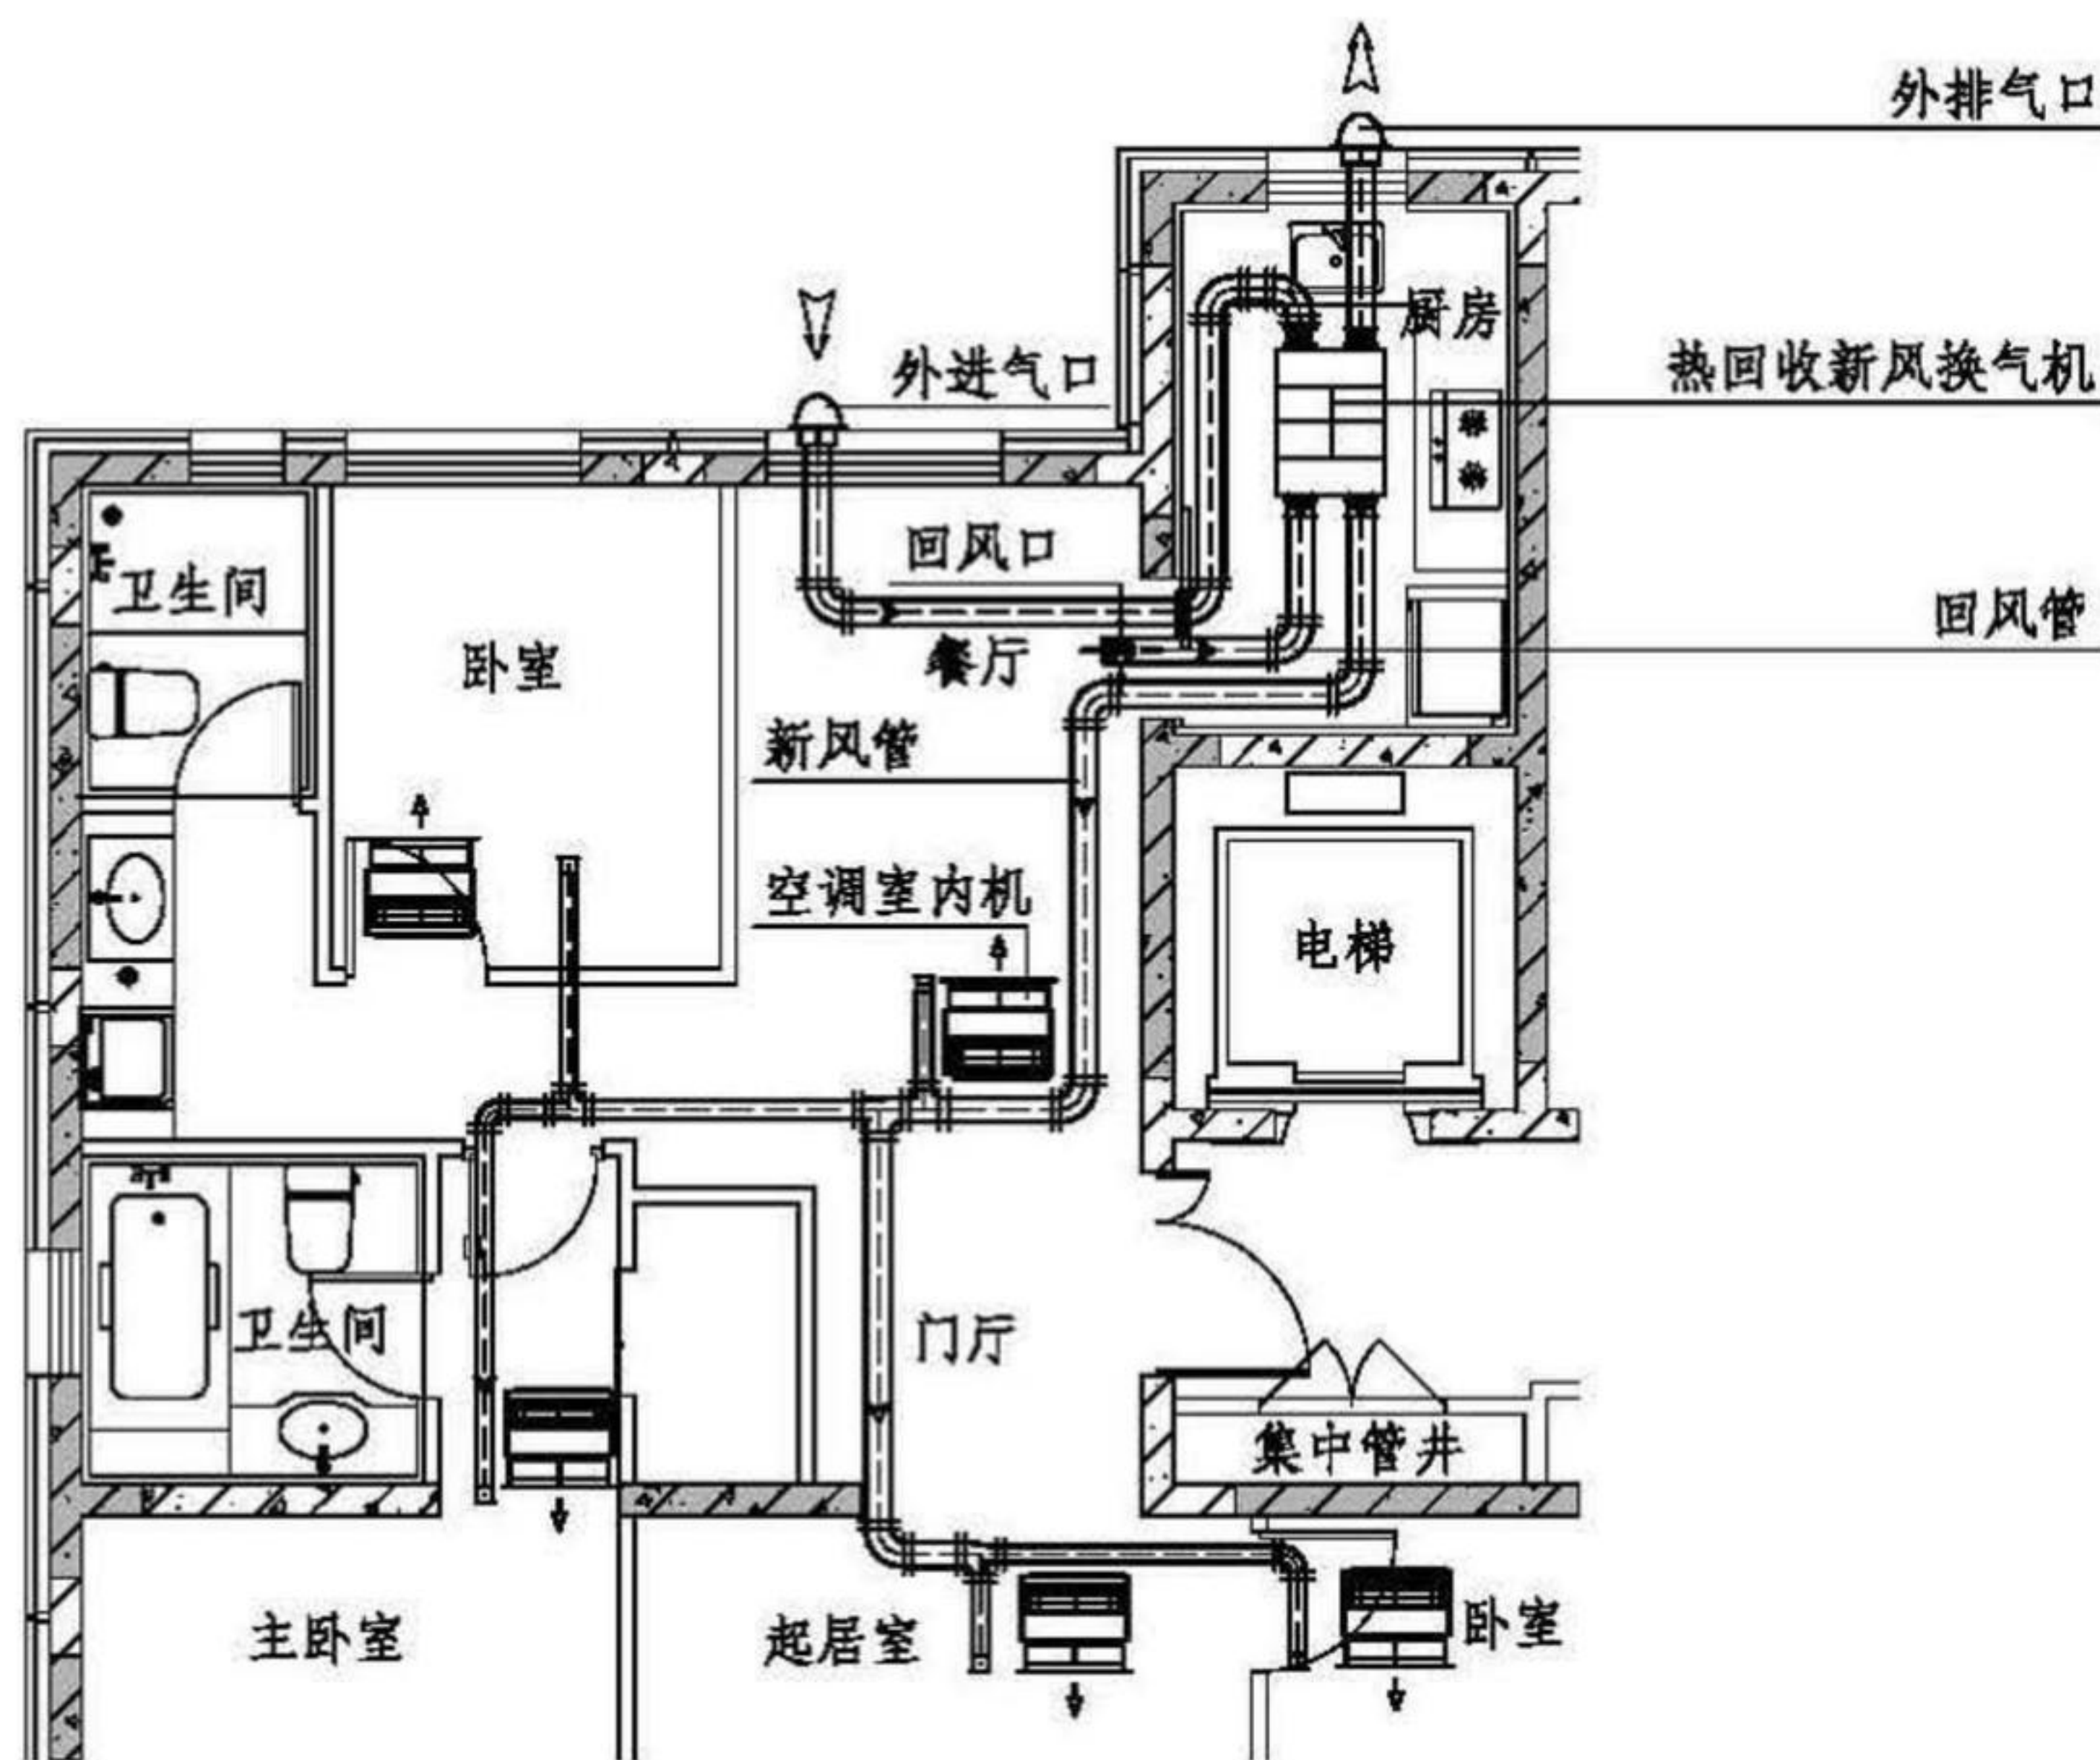 外排气口
厨房
外进气口
热回收新风换气机
回风口
卫生间
回风管
卧室
餐厅
新风管
空调室内机
电梯
卫生间
门厅
集中管井
主卧室
起居室
卧室